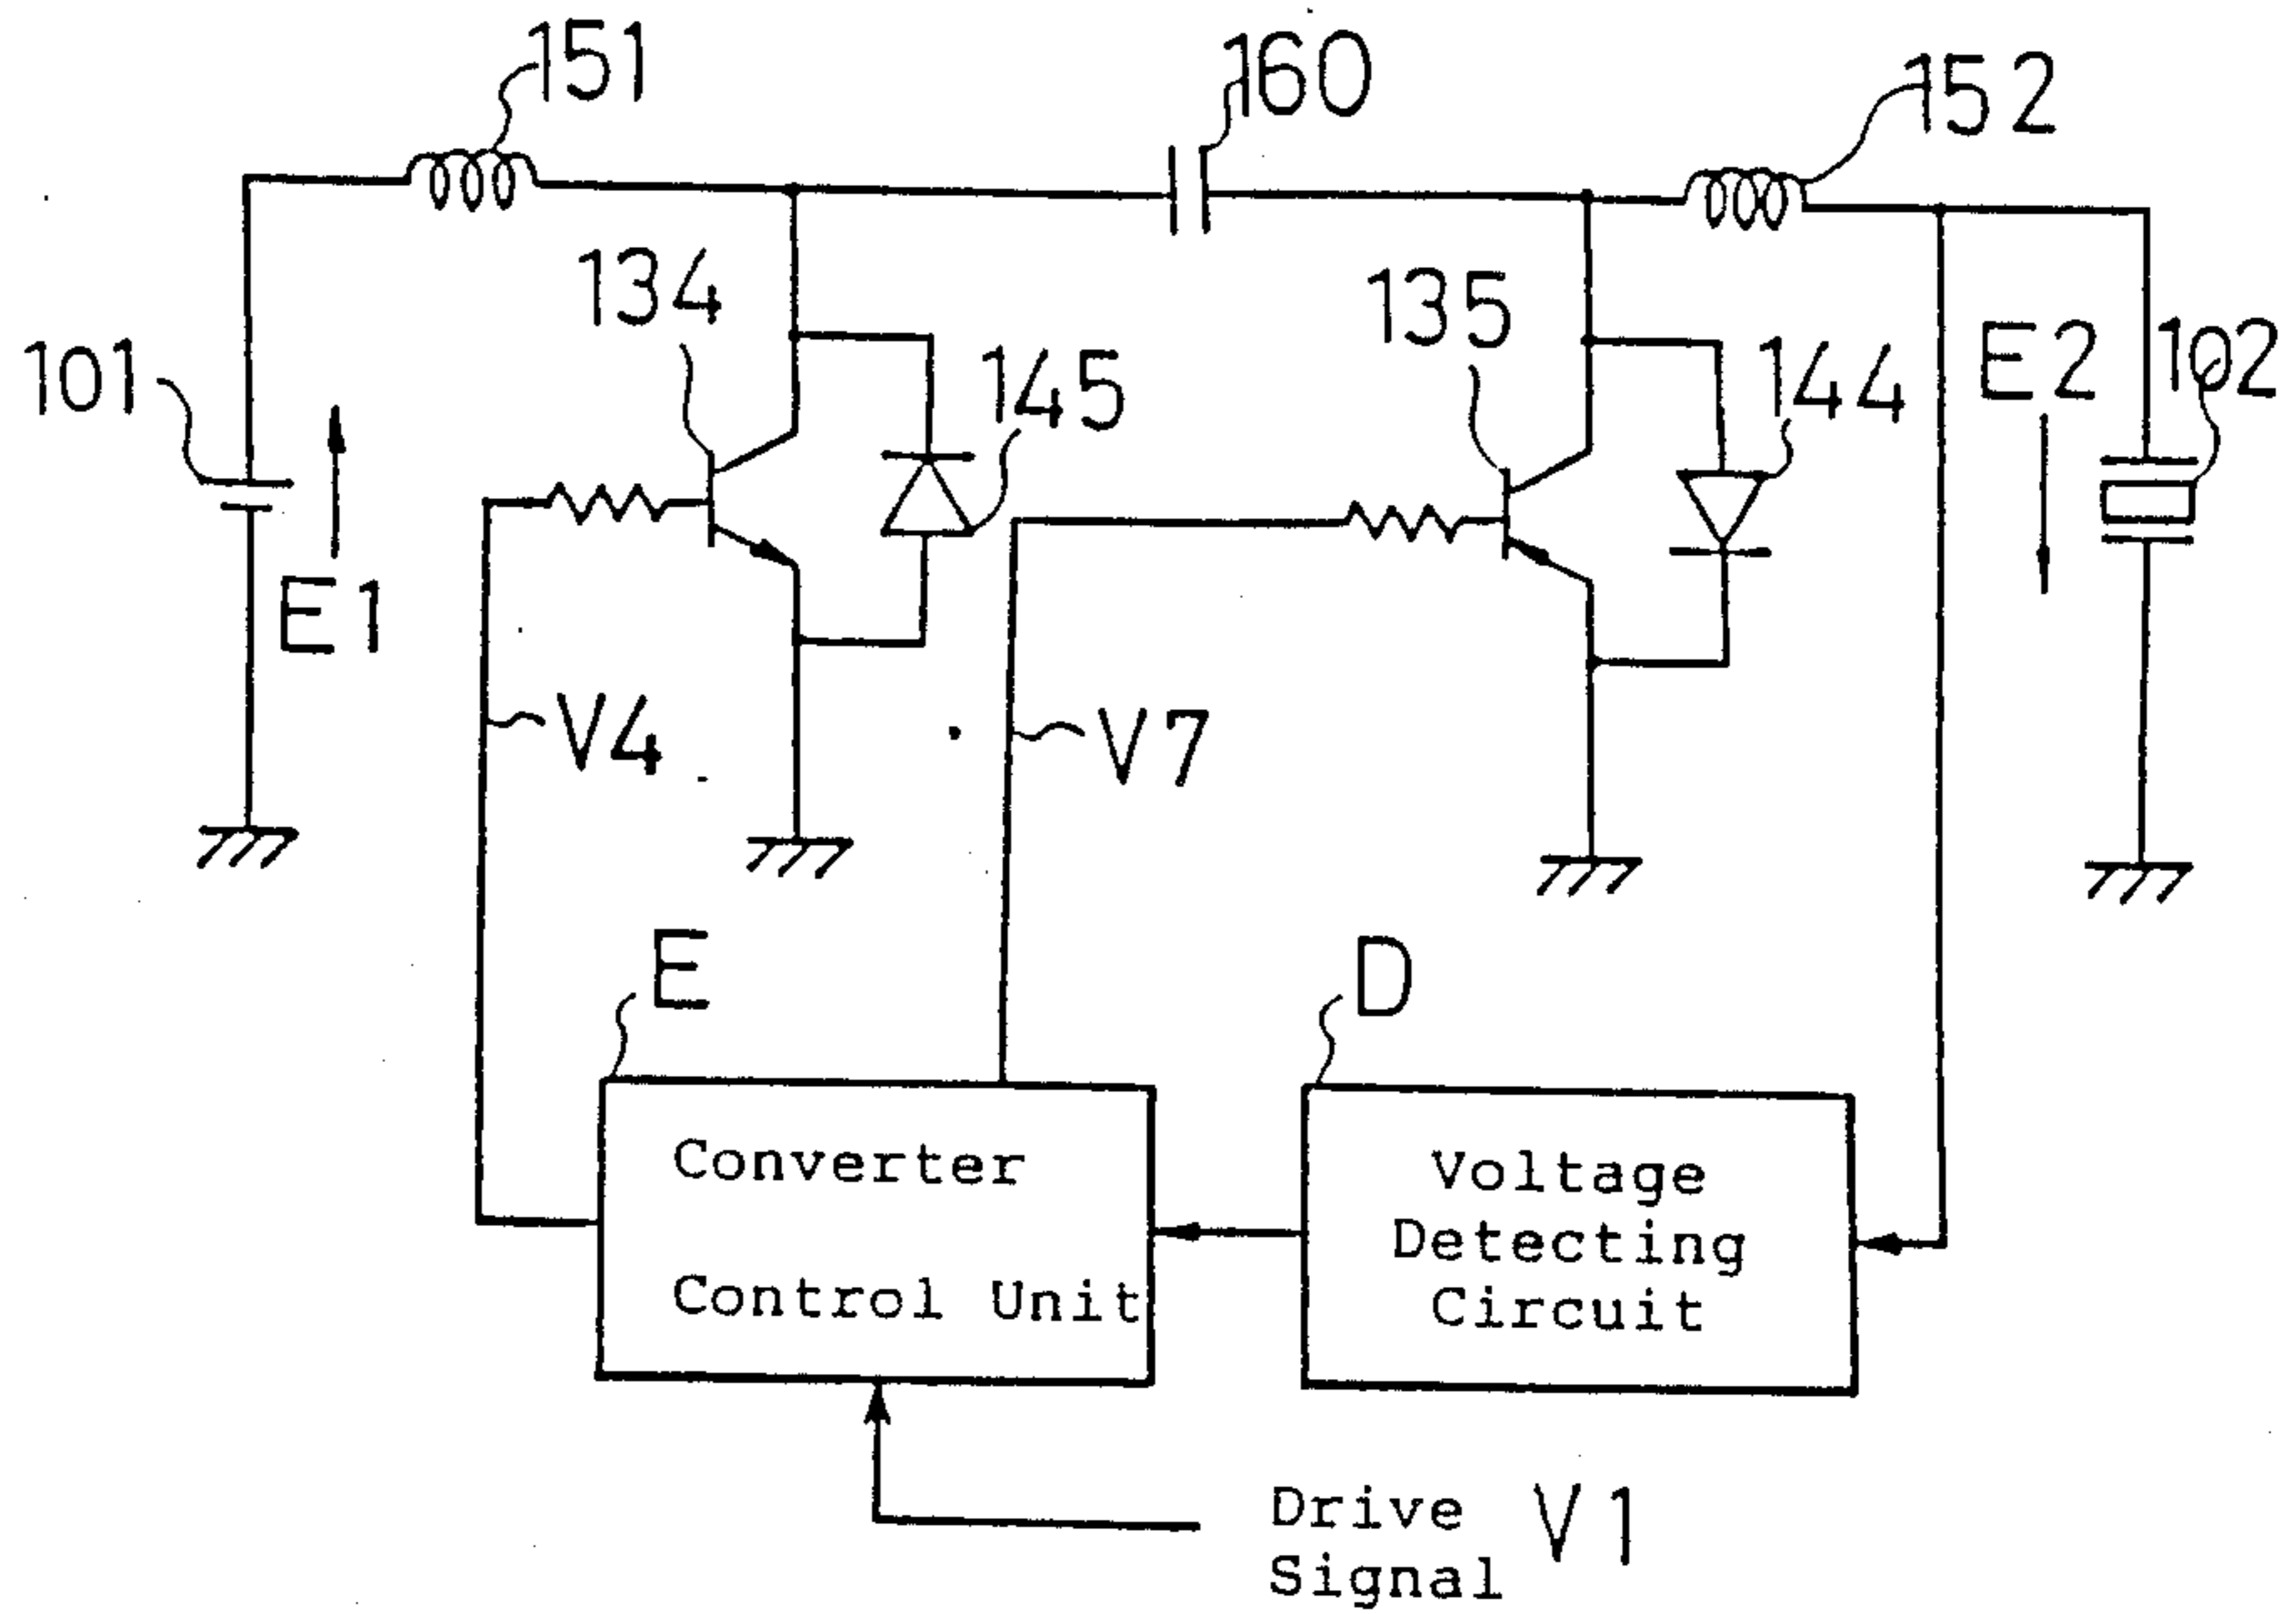 151
160
152
134
135
101
145
144
E2
102
E1
V4
V7
E
D
Converter
Control Unit
Voltage
Detecting
Circuit
Drive
Signal
V1